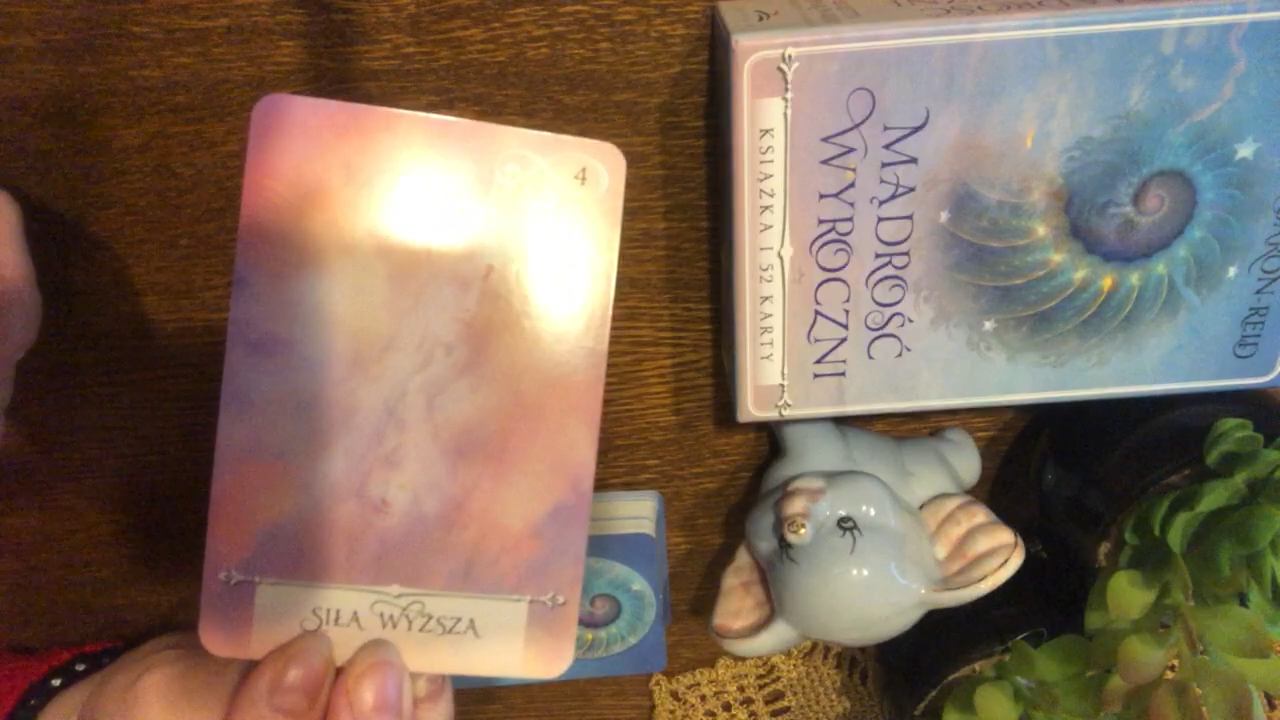 4
SIŁA WYŻSZA
MĄDROŚĆ
WYROCZNI
KSIĄŻKA I 52 KARTY